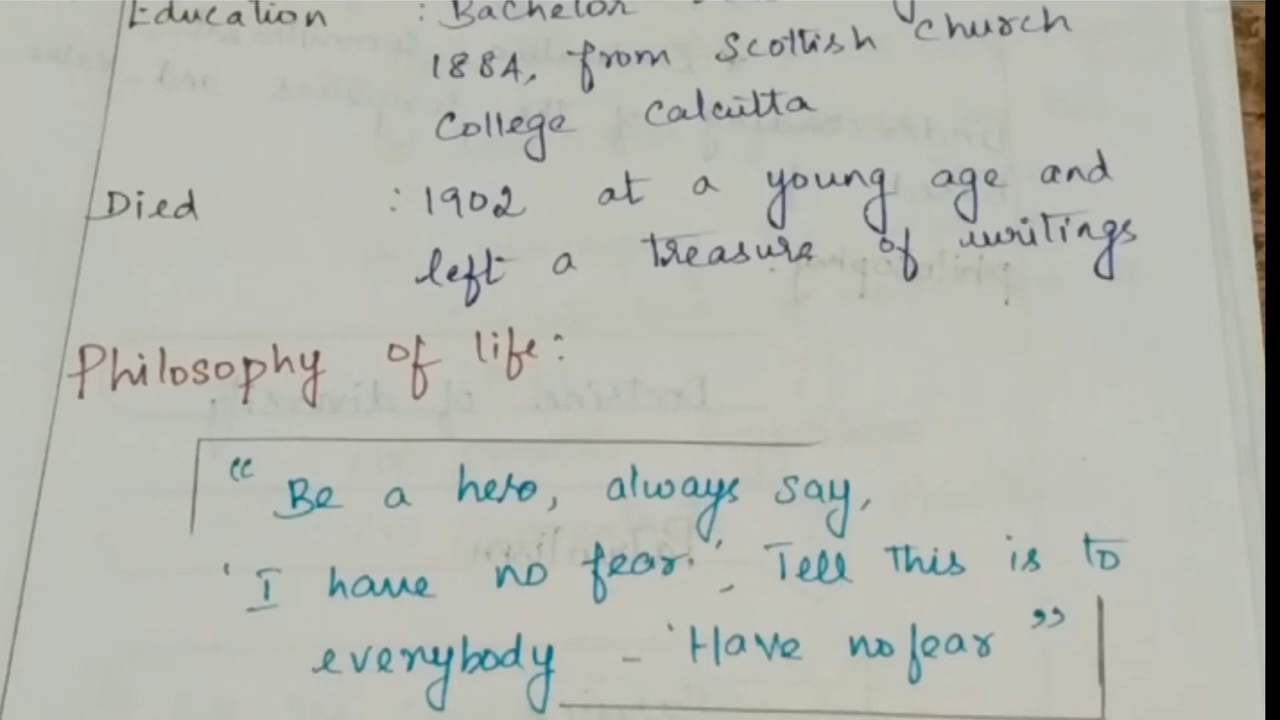 Education : Bachelor
1884, from Scottish Church
College Calcutta
Died : 1902 at a young age and
left a treasure of writings
Philosophy of life:
“ Be a hero, always say,
'I have no fear.' Tell this is to
everybody - 'Have no fear ”